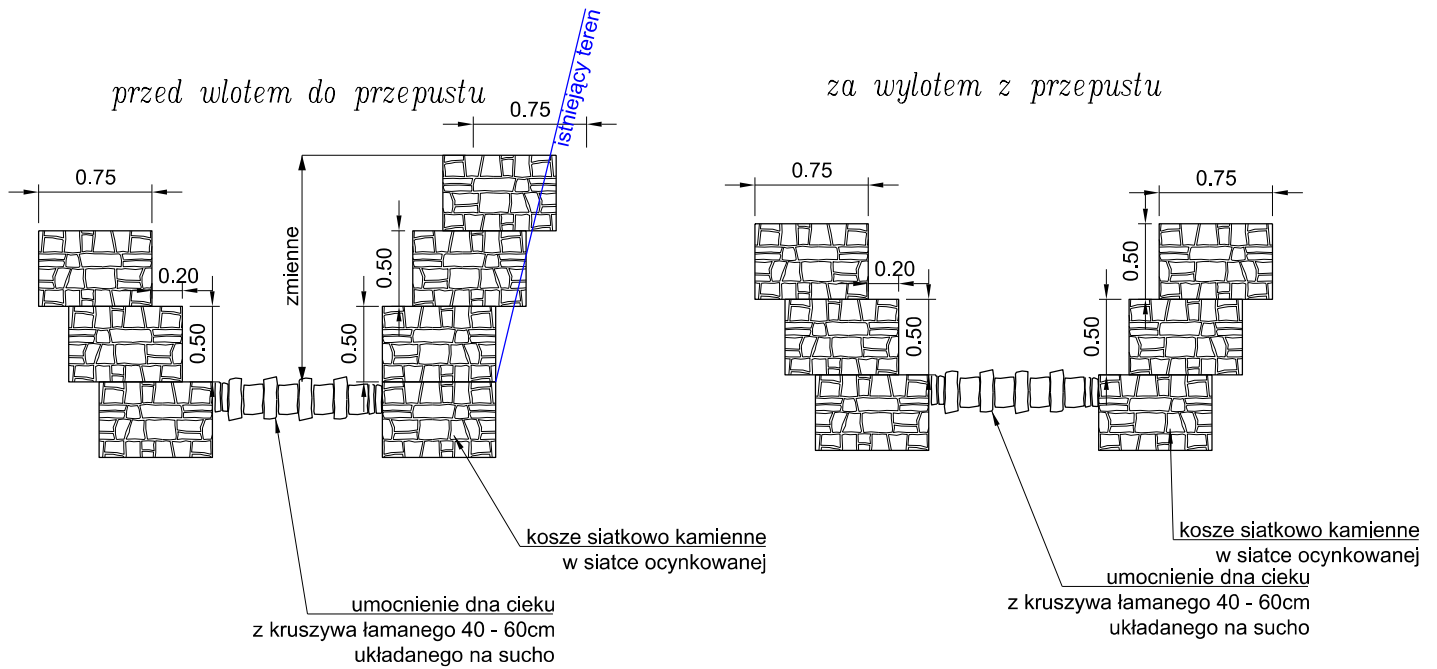 przed wlotem do przepustu
istniejący teren
0.75
0.75
zmienne
0.50
0.20
0.50
0.50
kosze siatkowo kamienne
w siatce ocynkowanej
umocnienie dna cieku
z kruszywa łamanego 40 - 60cm
układanego na sucho
za wylotem z przepustu
0.75
0.75
0.50
0.20
0.50
0.50
kosze siatkowo kamienne
w siatce ocynkowanej
umocnienie dna cieku
z kruszywa łamanego 40 - 60cm
układanego na sucho